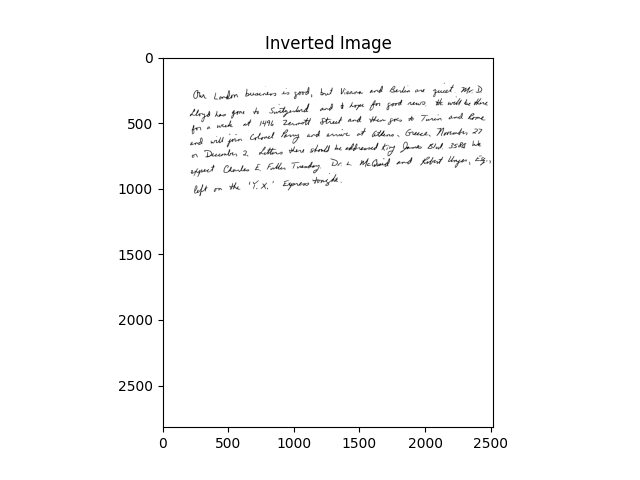 Inverted Image
0
500
1000
1500
2000
2500
0 500 1000 1500 2000 2500
Our London business is good, but Vienna and Berlin are quiet. Mr. D
Lloyd has gone to Switzerland and I hope for good news. He will be there
for a week at 1496 Zermott Street and then goes to Turin and Rome
and will join Colonel Parry and arrive at Athens, Greece, November 27
or December 2. Letters there should be addressed King James Blvd 3580. We
expect Charles E. Fuller Tuesday. Dr. L. McQuaid and Robert Unger, Esq.,
left on the 'Y.X.' Express tonight.